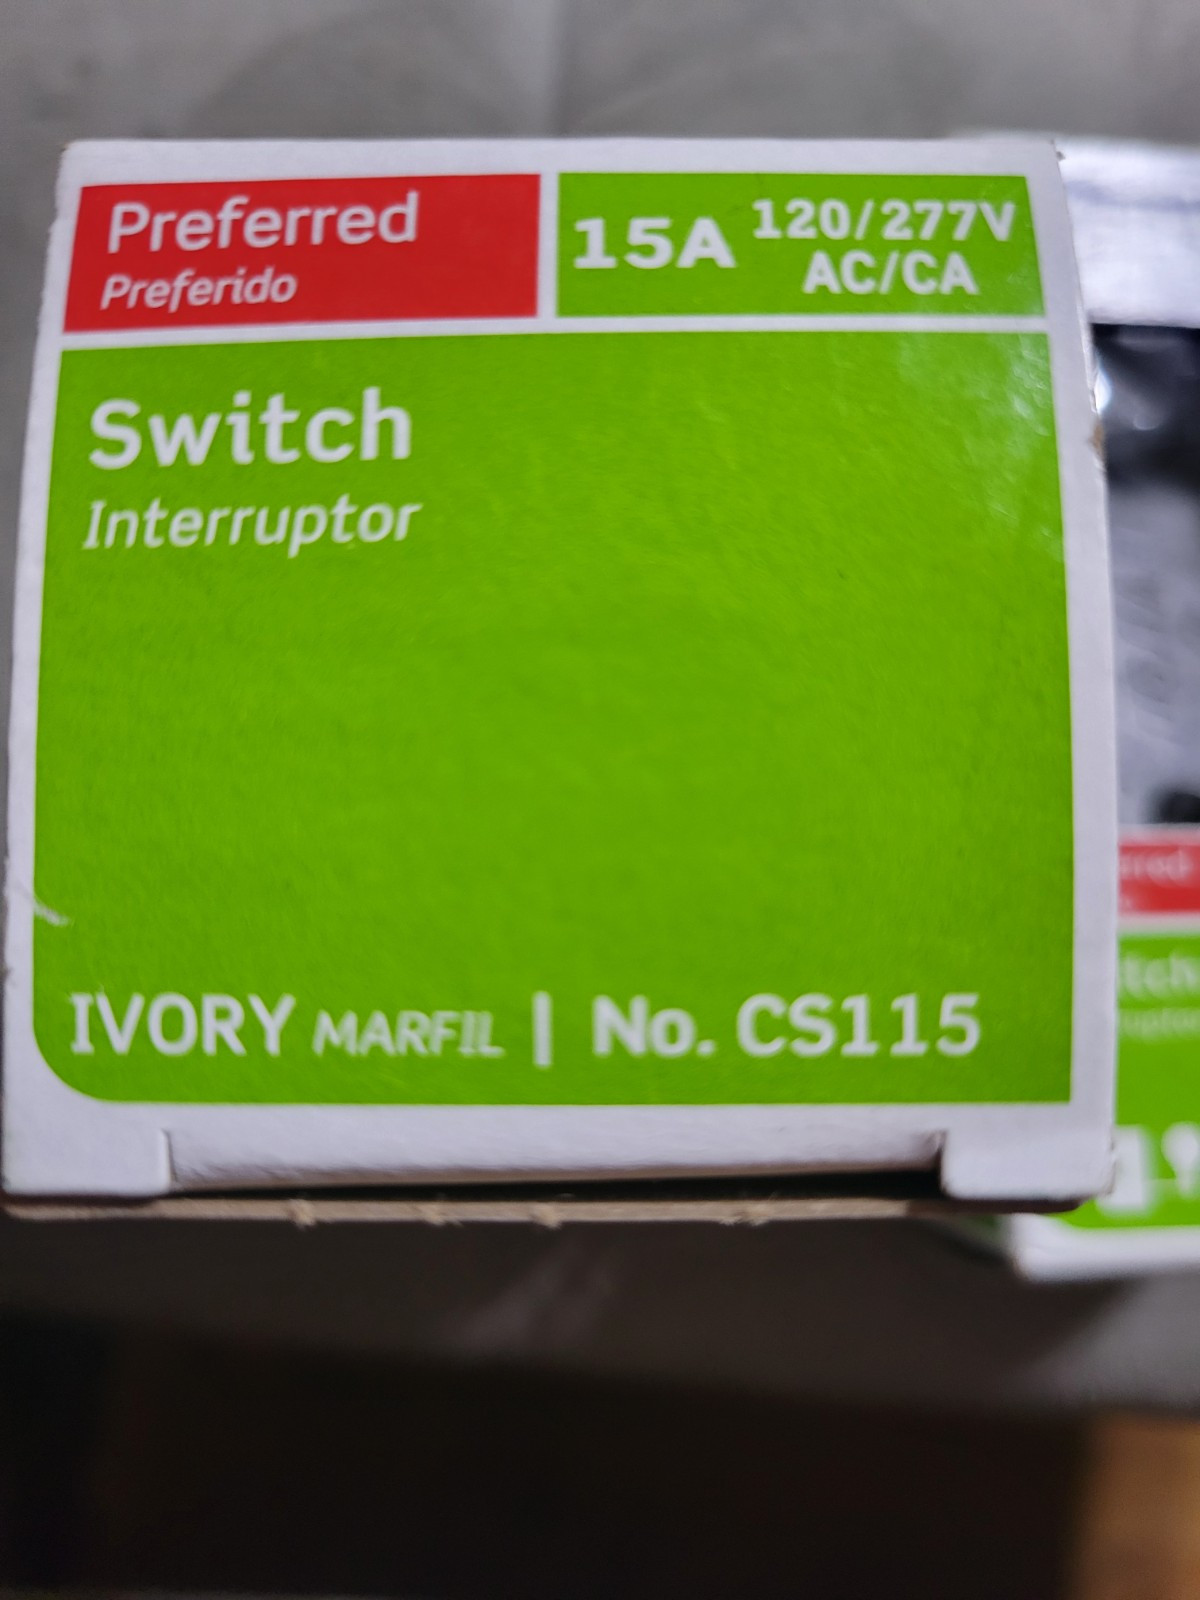 Preferred
Preferido
15A 120/277V
AC/CA
Switch
Interruptor
IVORY MARFIL | No. CS115